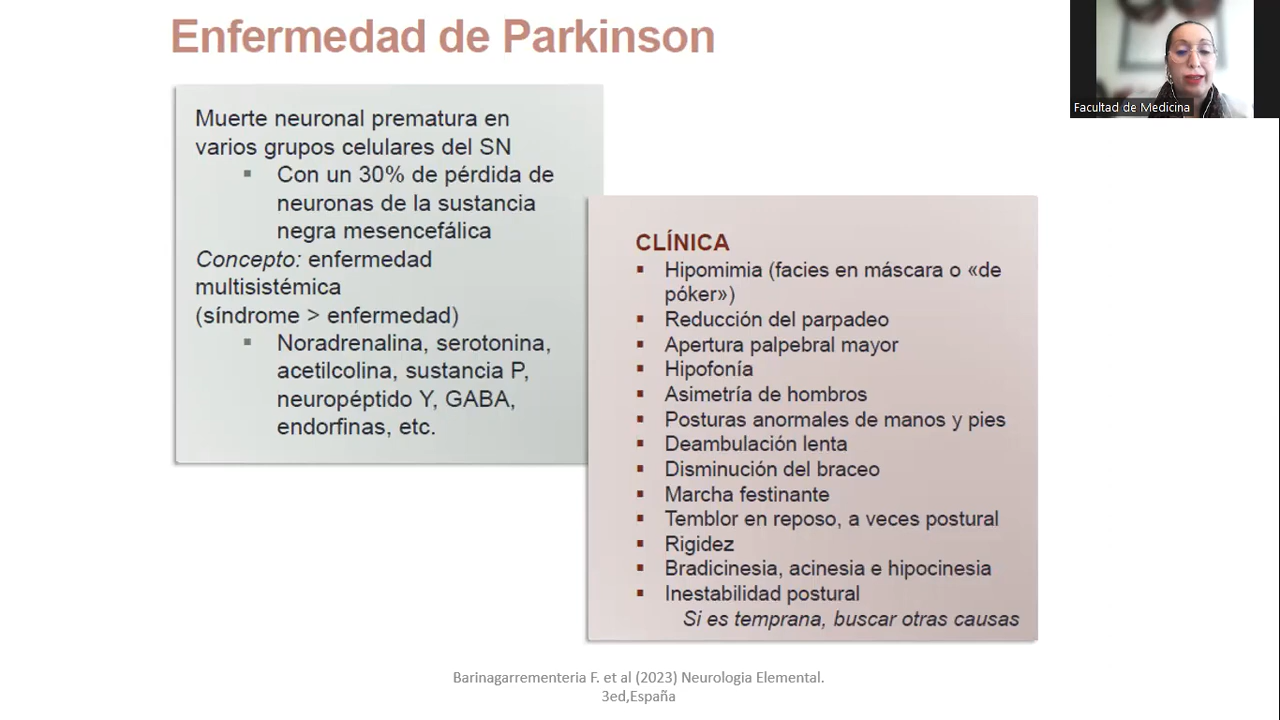 Enfermedad de Parkinson
Facultad de Medicina
Muerte neuronal prematura en
varios grupos celulares del SN
▪ Con un 30% de pérdida de
neuronas de la sustancia
negra mesencefálica
Concepto: enfermedad
multisistémica
(síndrome > enfermedad)
▪ Noradrenalina, serotonina,
acetilcolina, sustancia P,
neuropéptido Y, GABA,
endorfinas, etc.
CLÍNICA
▪ Hipomimia (facies en máscara o «de
póker»)
▪ Reducción del parpadeo
▪ Apertura palpebral mayor
▪ Hipofonía
▪ Asimetría de hombros
▪ Posturas anormales de manos y pies
▪ Deambulación lenta
▪ Disminución del braceo
▪ Marcha festinante
▪ Temblor en reposo, a veces postural
▪ Rigidez
▪ Bradicinesia, acinesia e hipocinesia
▪ Inestabilidad postural
Si es temprana, buscar otras causas
Barinagarrementeria F. et al (2023) Neurologia Elemental.
3ed,España